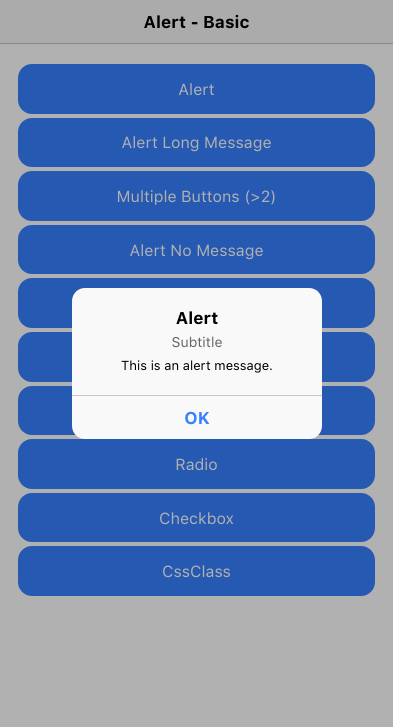 Alert - Basic
Alert
Alert Long Message
Multiple Buttons (>2)
Alert No Message
Alert
Subtitle
This is an alert message.
OK
Radio
Checkbox
CssClass